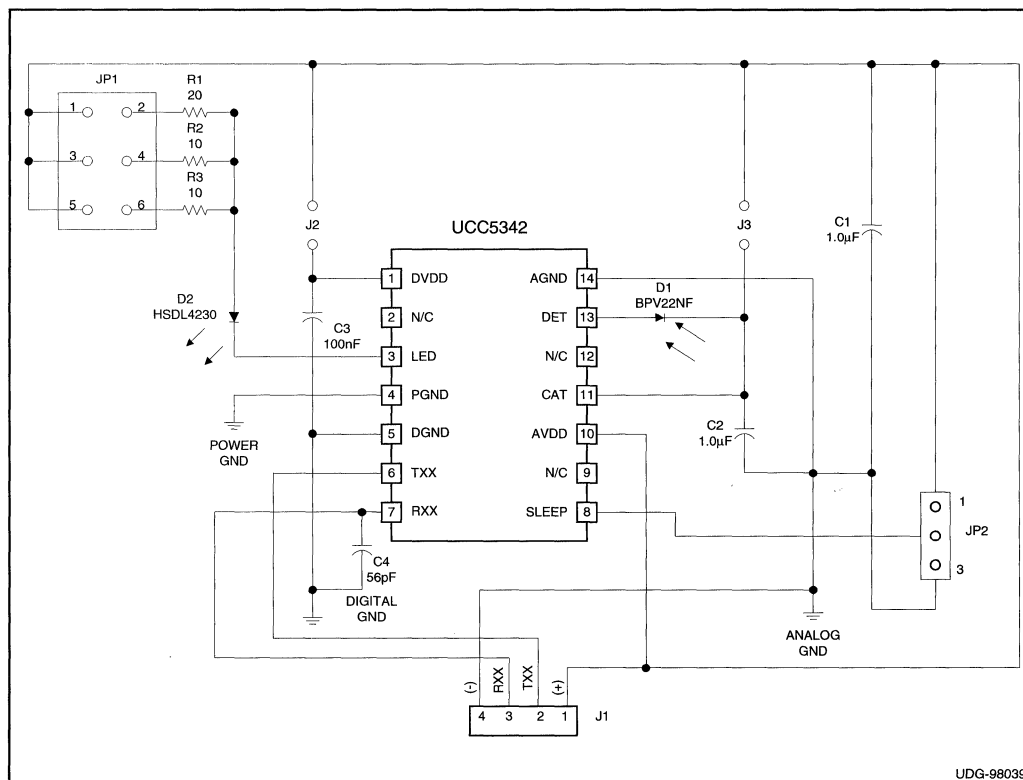 JP1
R1
20
1
2
R2
10
3
4
R3
10
5
6
J2
J3
C1
1.0µF
UCC5342
1
DVDD
AGND
14
D1
BPV22NF
D2
HSDL4230
2
N/C
DET
13
C3
100nF
3
LED
N/C
12
4
PGND
CAT
11
POWER
GND
5
DGND
AVDD
10
C2
1.0µF
6
TXX
N/C
9
7
RXX
SLEEP
8
1
JP2
3
C4
56pF
DIGITAL
GND
ANALOG
GND
(-)
RXX
TXX
(+)
4
3
2
1
J1
UDG-98039